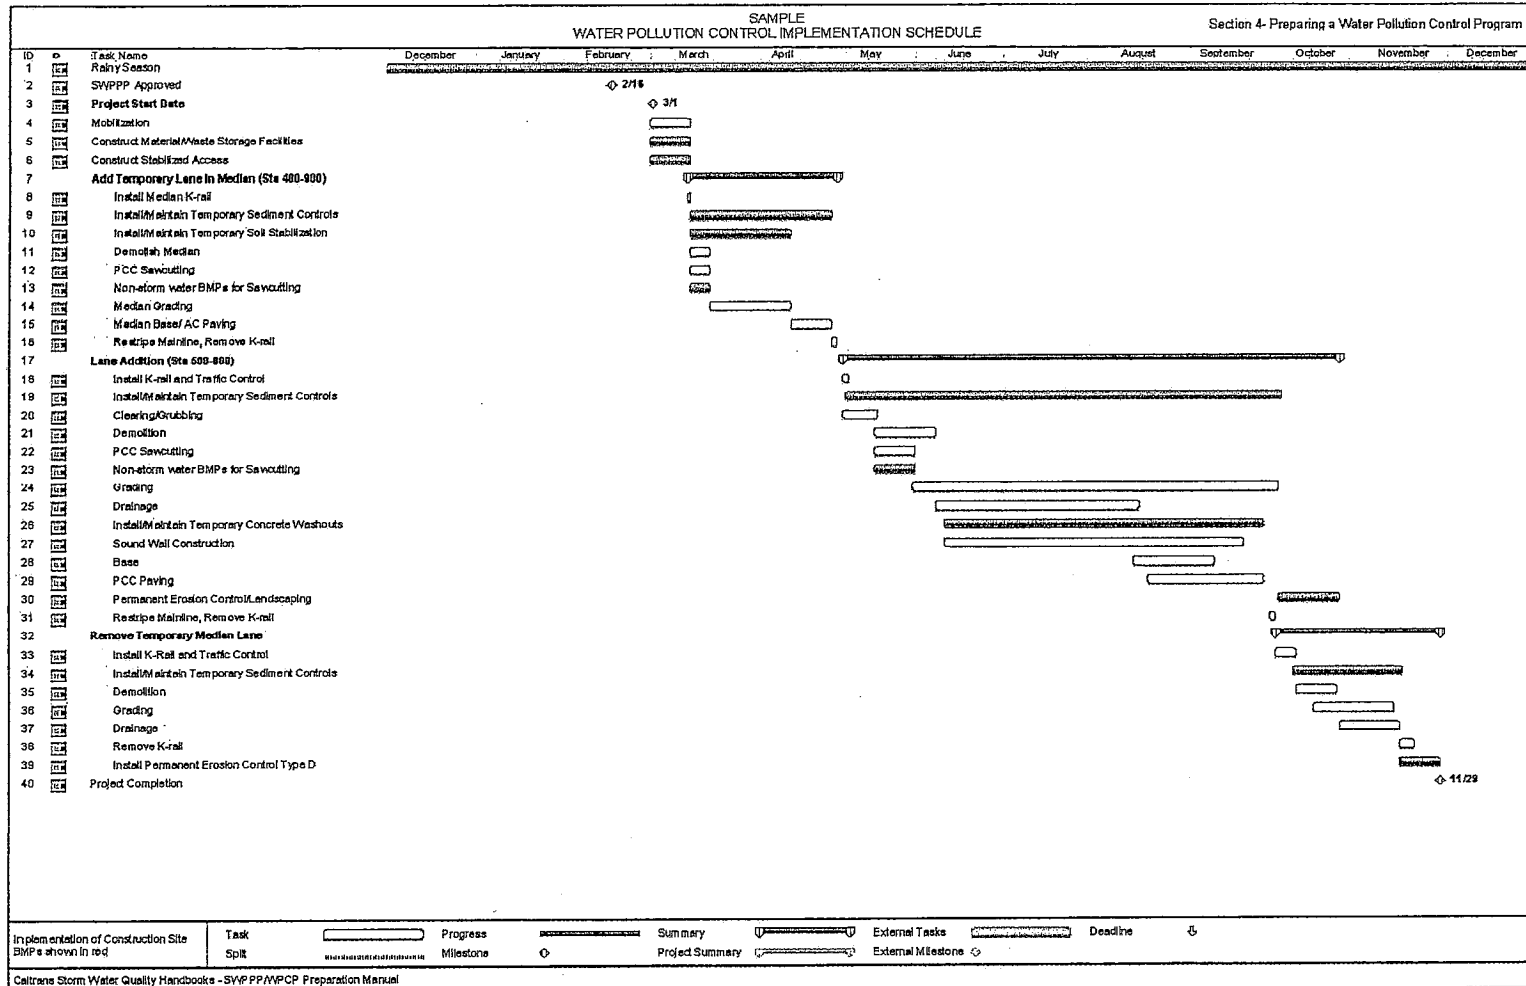 SAMPLE
WATER POLLUTION CONTROL IMPLEMENTATION SCHEDULE
Section 4- Preparing a Water Pollution Control Program
ID Task Name December January February March April May June July August September October November December
1 Rainy Season
2 SWPPP Approved 2/16
3 Project Start Date 3/1
4 Mobilization
5 Construct Material/Waste Storage Facilities
6 Construct Stabilized Access
7 Add Temporary Lane in Median (Sta 400-900)
8 Install Median K-rail
9 Install/Maintain Temporary Sediment Controls
10 Install/Maintain Temporary Soil Stabilization
11 Demolish Median
12 PCC Sawcutting
13 Non-storm water BMPs for Sawcutting
14 Median Grading
15 Median Base/ AC Paving
16 Restripe Mainline, Remove K-rail
17 Lane Addition (Sta 500-800)
18 Install K-rail and Traffic Control
19 Install/Maintain Temporary Sediment Controls
20 Clearing/Grubbing
21 Demolition
22 PCC Sawcutting
23 Non-storm water BMPs for Sawcutting
24 Grading
25 Drainage
26 Install/Maintain Temporary Concrete Washouts
27 Sound Wall Construction
28 Base
29 PCC Paving
30 Permanent Erosion Control/Landscaping
31 Restripe Mainline, Remove K-rail
32 Remove Temporary Median Lane
33 Install K-Rail and Traffic Control
34 Install/Maintain Temporary Sediment Controls
35 Demolition
36 Grading
37 Drainage
38 Remove K-rail
39 Install Permanent Erosion Control Type D
40 Project Completion 11/29
Implementation of Construction Site Task Progress Summary External Tasks Deadline
BMPs shown in red Split Milestone Project Summary External Milestone
Caltrans Storm Water Quality Handbooks - SWPPP/WPCP Preparation Manual